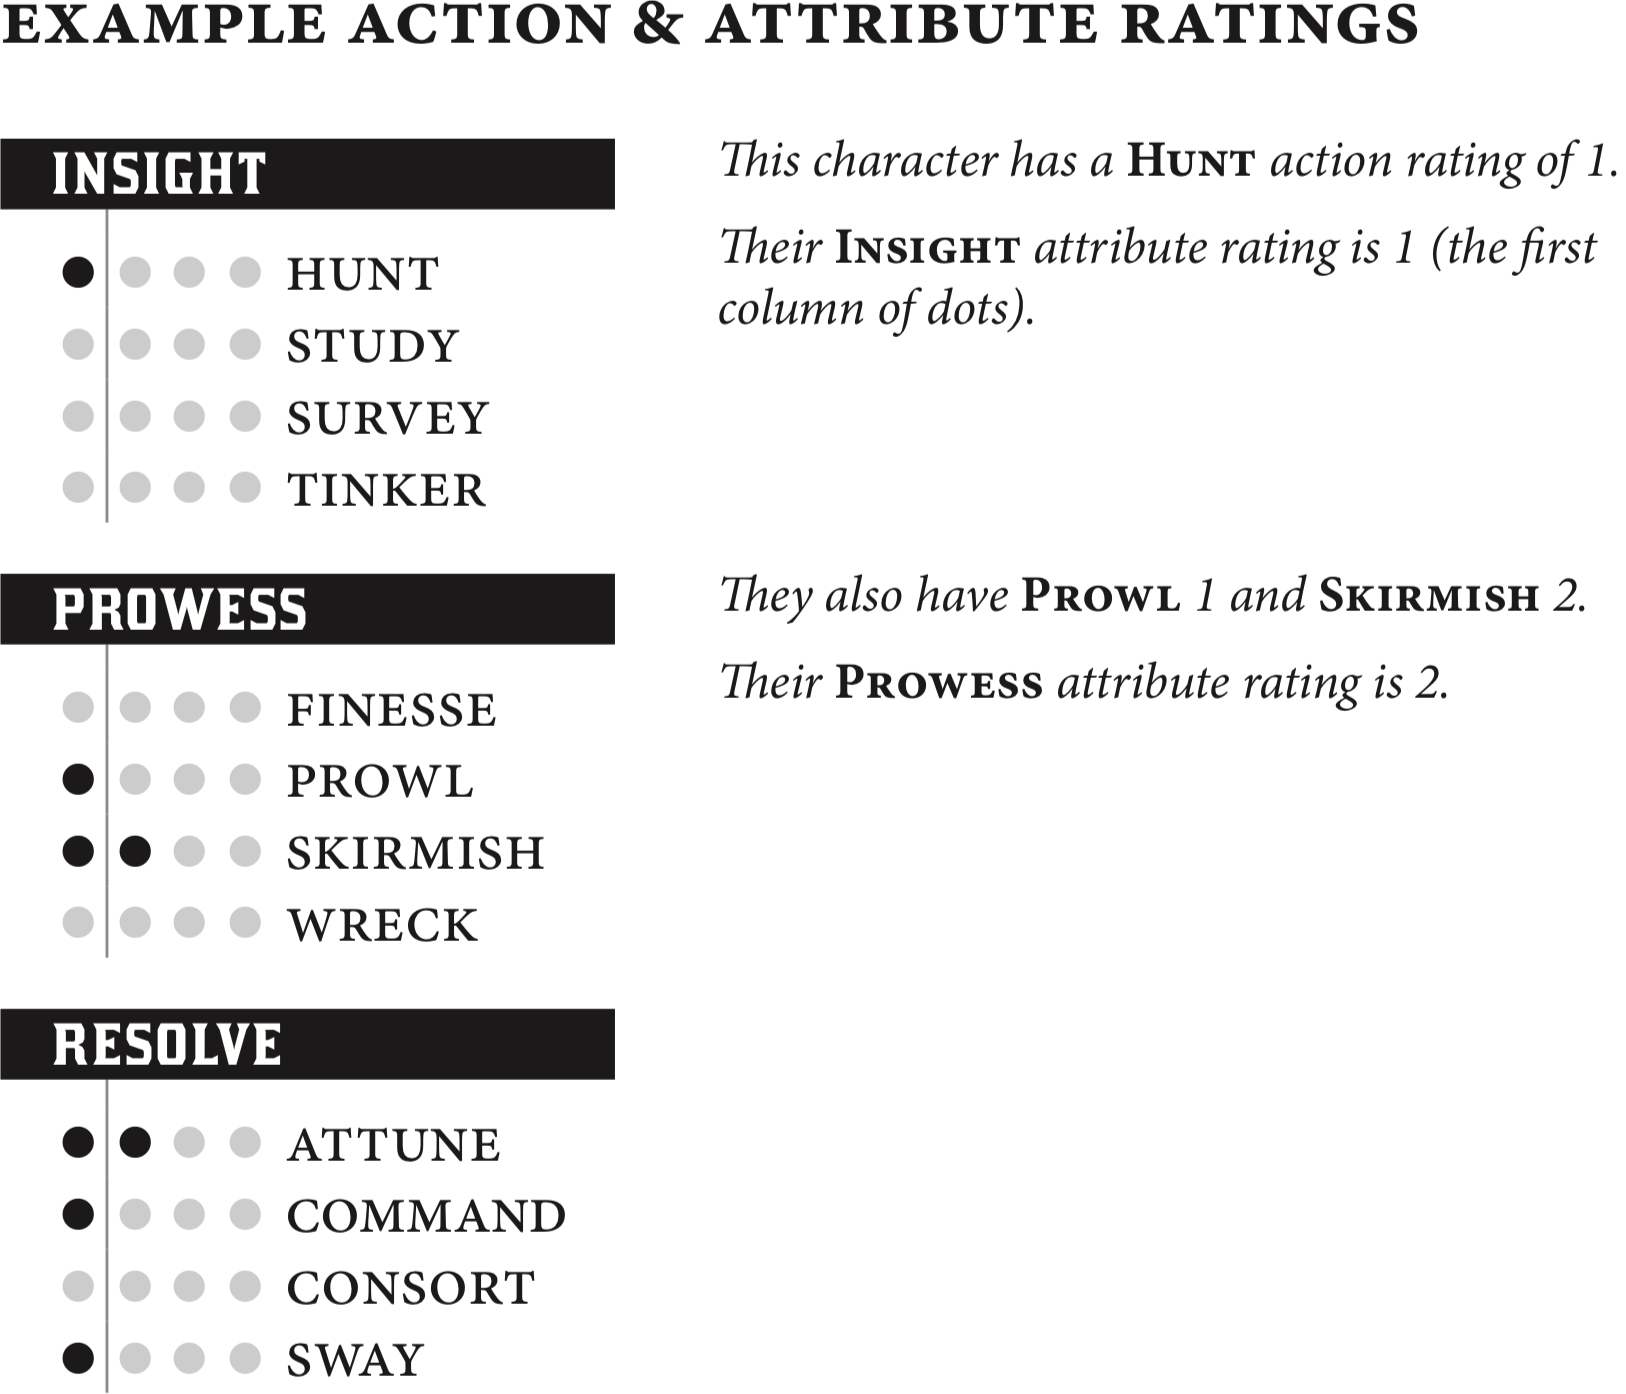 EXAMPLE ACTION & ATTRIBUTE RATINGS
INSIGHT
HUNT
STUDY
SURVEY
TINKER
This character has a HUNT action rating of 1.
Their INSIGHT attribute rating is 1 (the first
column of dots).
PROWESS
FINESSE
PROWL
SKIRMISH
WRECK
They also have PROWL 1 and SKIRMISH 2.
Their PROWESS attribute rating is 2.
RESOLVE
ATTUNE
COMMAND
CONSORT
SWAY